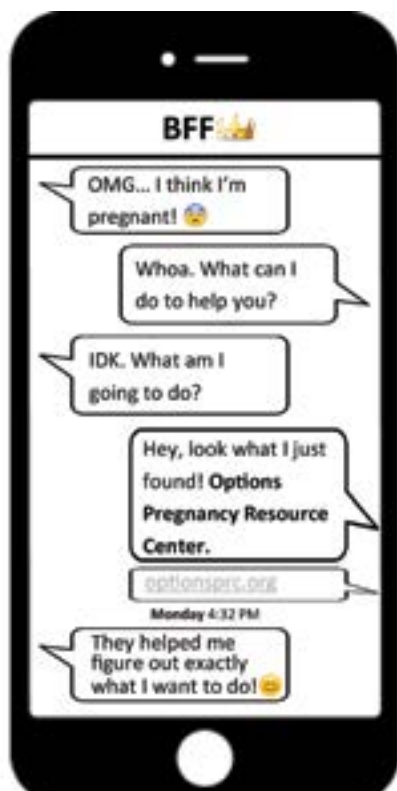 BFF👑
OMG... I think I'm
pregnant! 😨
Whoa. What can I
do to help you?
IDK. What am I
going to do?
Hey, look what I just
found! Options
Pregnancy Resource
Center.
optionsprc.org
Monday 4:32 PM
They helped me
figure out exactly
what I want to do!😊